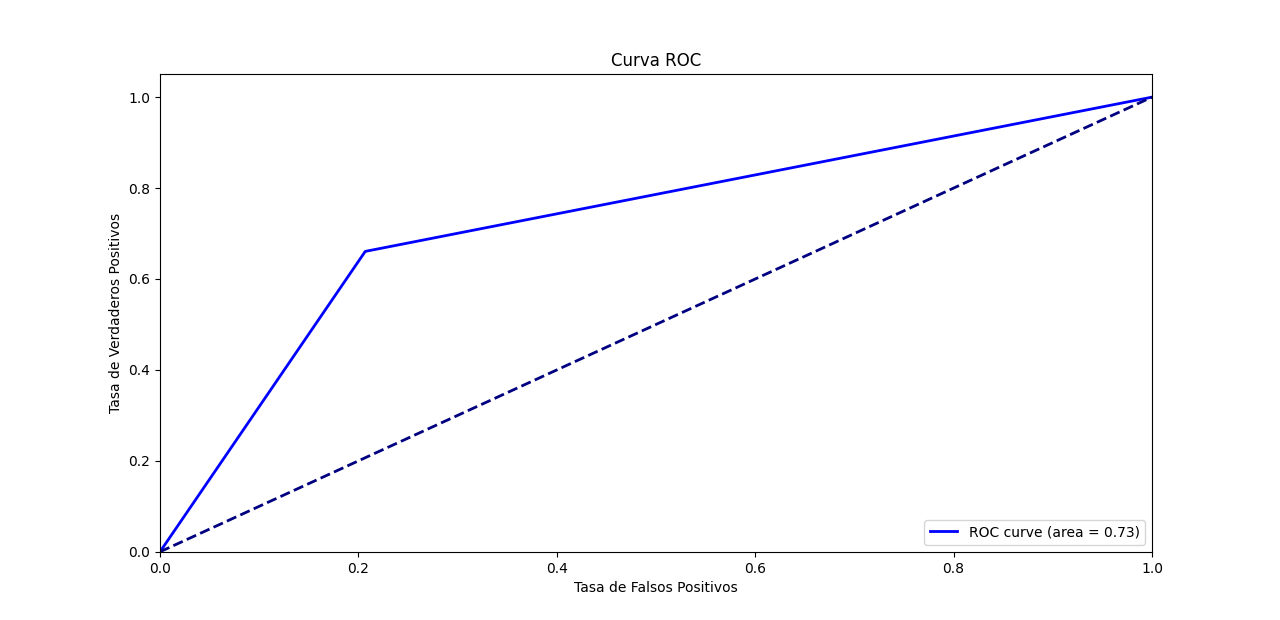 Curva ROC
Tasa de Verdaderos Positivos
1.0
0.8
0.6
0.4
0.2
0.0
0.0 0.2 0.4 0.6 0.8 1.0
Tasa de Falsos Positivos
ROC curve (area = 0.73)